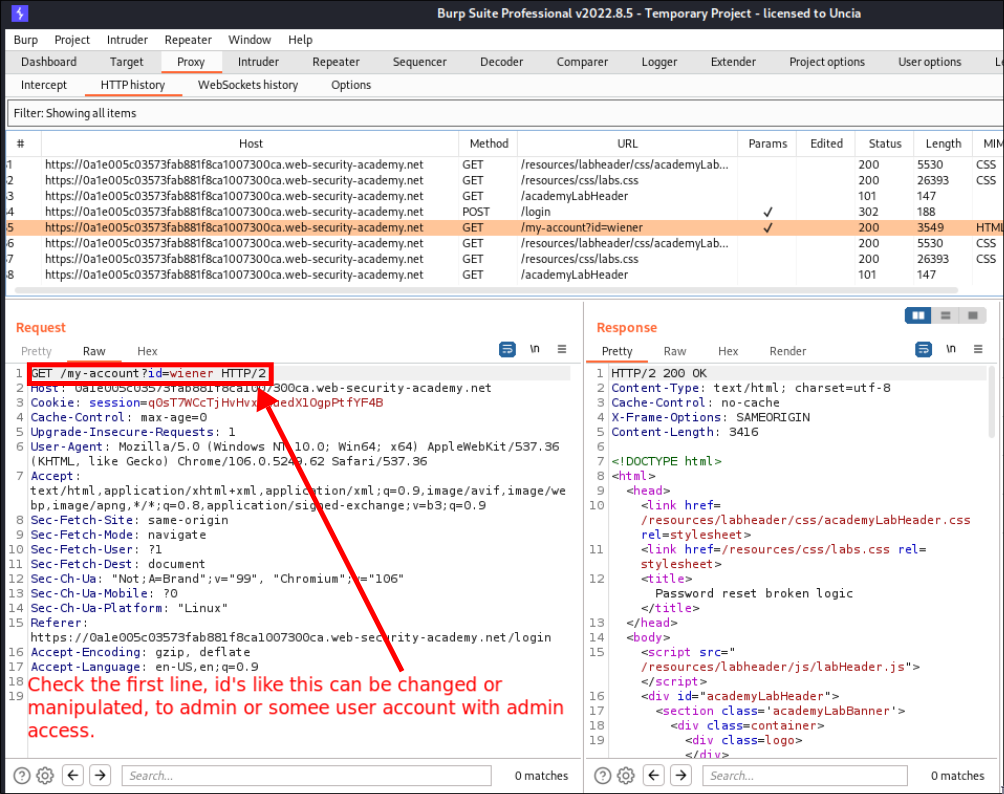 Burp Suite Professional v2022.8.5 - Temporary Project - licensed to Uncia
Burp Project Intruder Repeater Window Help
Dashboard Target Proxy Intruder Repeater Sequencer Decoder Comparer Logger Extender Project options User options
Intercept HTTP history WebSockets history Options
Filter: Showing all items
# Host Method URL Params Edited Status Length MIM
1 https://0a1e005c03573fab881f8ca1007300ca.web-security-academy.net GET /resources/labheader/css/academyLab... 200 5530 CSS
2 https://0a1e005c03573fab881f8ca1007300ca.web-security-academy.net GET /resources/css/labs.css 200 26393 CSS
3 https://0a1e005c03573fab881f8ca1007300ca.web-security-academy.net GET /academyLabHeader 101 147
4 https://0a1e005c03573fab881f8ca1007300ca.web-security-academy.net POST /login ✓ 302 188
5 https://0a1e005c03573fab881f8ca1007300ca.web-security-academy.net GET /my-account?id=wiener ✓ 200 3549 HTML
6 https://0a1e005c03573fab881f8ca1007300ca.web-security-academy.net GET /resources/labheader/css/academyLab... 200 5530 CSS
7 https://0a1e005c03573fab881f8ca1007300ca.web-security-academy.net GET /resources/css/labs.css 200 26393 CSS
8 https://0a1e005c03573fab881f8ca1007300ca.web-security-academy.net GET /academyLabHeader 101 147
Request
Pretty Raw Hex \n
1 GET /my-account?id=wiener HTTP/2
2 Host: 0a1e005c03573fab881f8ca1007300ca.web-security-academy.net
3 Cookie:
4 Cache-Control: max-age=0
5 Upgrade-Insecure-Requests: 1
6 User-Agent: Mozilla/5.0 (Windows NT 10.0; Win64; x64) AppleWebKit/537.36
(KHTML, like Gecko) Chrome/106.0.5249.62 Safari/537.36
7 Accept:
text/html,application/xhtml+xml,application/xml;q=0.9,image/avif,image/we
bp,image/apng,*/*;q=0.8,application/signed-exchange;v=b3;q=0.9
8 Sec-Fetch-Site: same-origin
9 Sec-Fetch-Mode: navigate
10 Sec-Fetch-User: ?1
11 Sec-Fetch-Dest: document
12 Sec-Ch-Ua: "Not;A=Brand";v="99", "Chromium";v="106"
13 Sec-Ch-Ua-Mobile: ?0
14 Sec-Ch-Ua-Platform: "Linux"
15 Referer:
https://0a1e005c03573fab881f8ca1007300ca.web-security-academy.net/login
16 Accept-Encoding: gzip, deflate
17 Accept-Language: en-US,en;q=0.9
18
19
Check the first line, id's like this can be changed or
manipulated, to admin or somee user account with admin
access.
Search... 0 matches
Response
Pretty Raw Hex Render \n
1 HTTP/2 200 OK
2 Content-Type: text/html; charset=utf-8
3 Cache-Control: no-cache
4 X-Frame-Options: SAMEORIGIN
5 Content-Length: 3416
6
7 <!DOCTYPE html>
8 <html>
9 <head>
10 <link href=
/resources/labheader/css/academyLabHeader.css
rel=stylesheet>
11 <link href=/resources/css/labs.css rel=
stylesheet>
12 <title>
Password reset broken logic
</title>
13 </head>
14 <body>
15 <script src="
/resources/labheader/js/labHeader.js">
</script>
16 <div id="academyLabHeader">
17 <section class='academyLabBanner'>
18 <div class=container>
19 <div class=logo>
</div>
Search... 0 matches